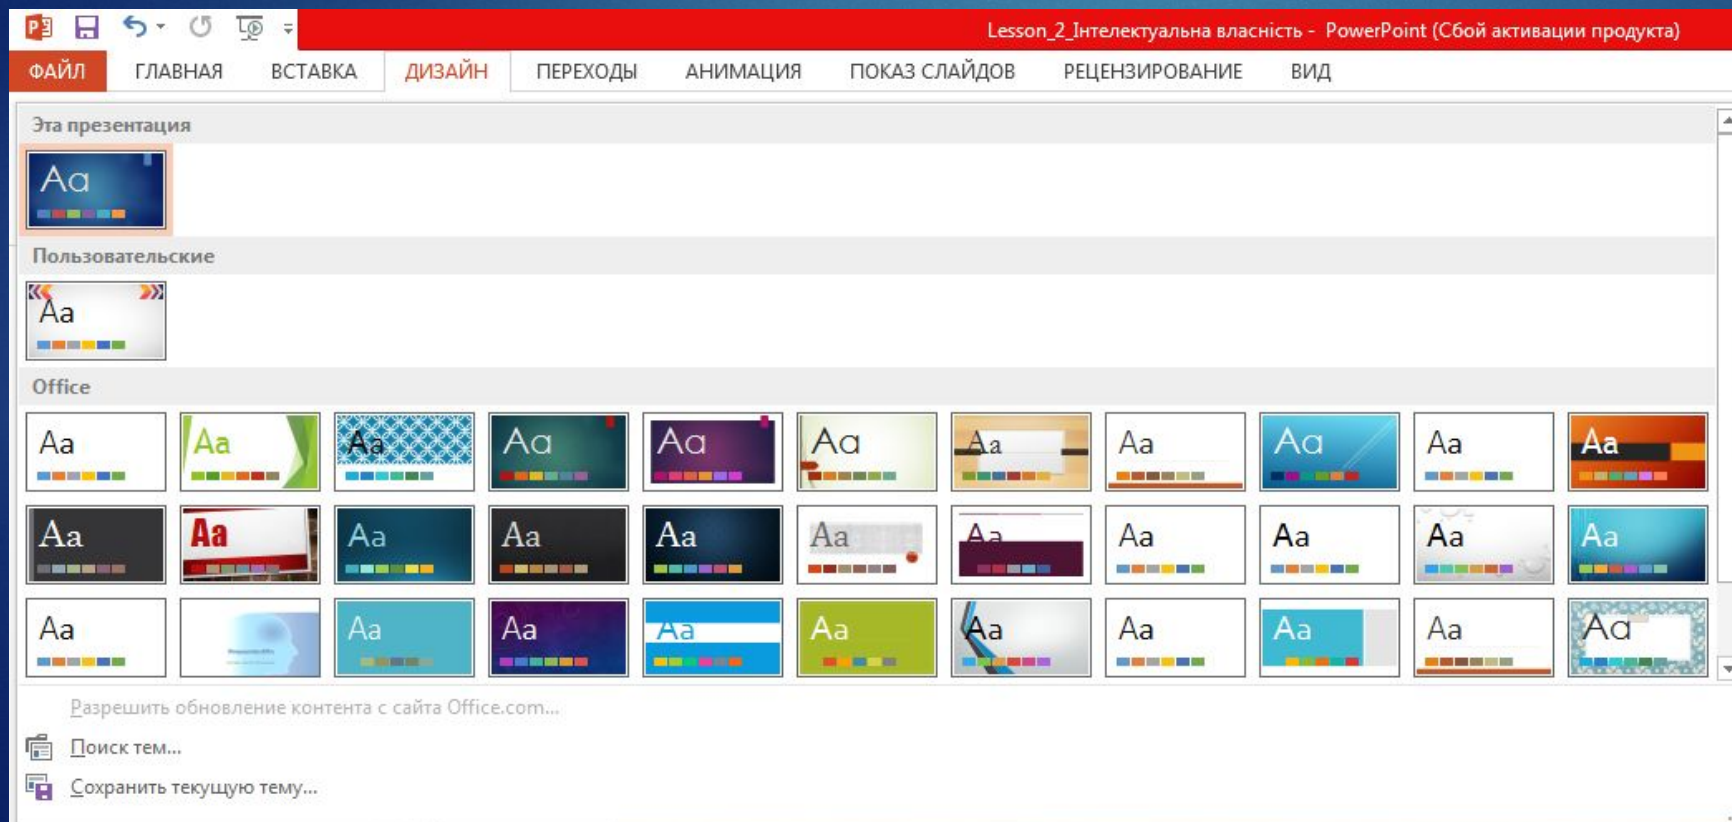 Lesson_2_Інтелектуальна власність - PowerPoint (Сбой активации продукта)
ФАЙЛ ГЛАВНАЯ ВСТАВКА ДИЗАЙН ПЕРЕХОДЫ АНИМАЦИЯ ПОКАЗ СЛАЙДОВ РЕЦЕНЗИРОВАНИЕ ВИД
Эта презентация
Aa
Пользовательские
Aa
Office
Aa Aa Aa Aa Aa Aa Aa Aa Aa Aa Aa
Aa Aa Aa Aa Aa Aa Aa Aa Aa Aa Aa
Aa Aa Aa Aa Aa Aa Aa Aa Aa Aa
Разрешить обновление контента с сайта Office.com...
Поиск тем...
Сохранить текущую тему...